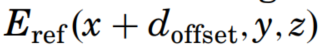 E_ref(x + d_offset, y, z)